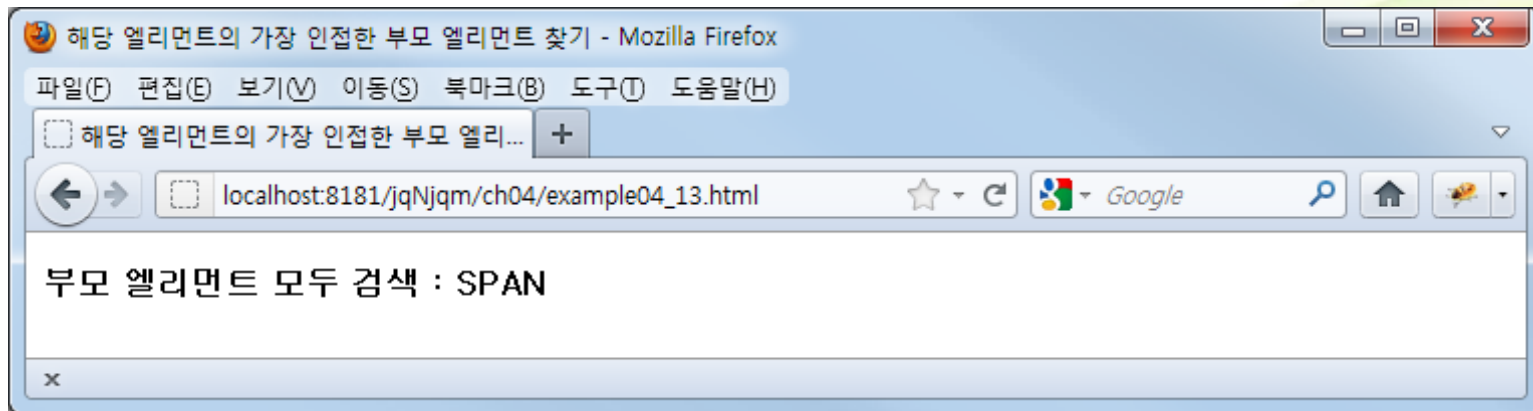 해당 엘리먼트의 가장 인접한 부모 엘리먼트 찾기 - Mozilla Firefox
파일(F) 편집(E) 보기(V) 이동(S) 북마크(B) 도구(T) 도움말(H)
해당 엘리먼트의 가장 인접한 부모 엘리... +
localhost:8181/jqNjqm/ch04/example04_13.html Google
부모 엘리먼트 모두 검색 : SPAN
x